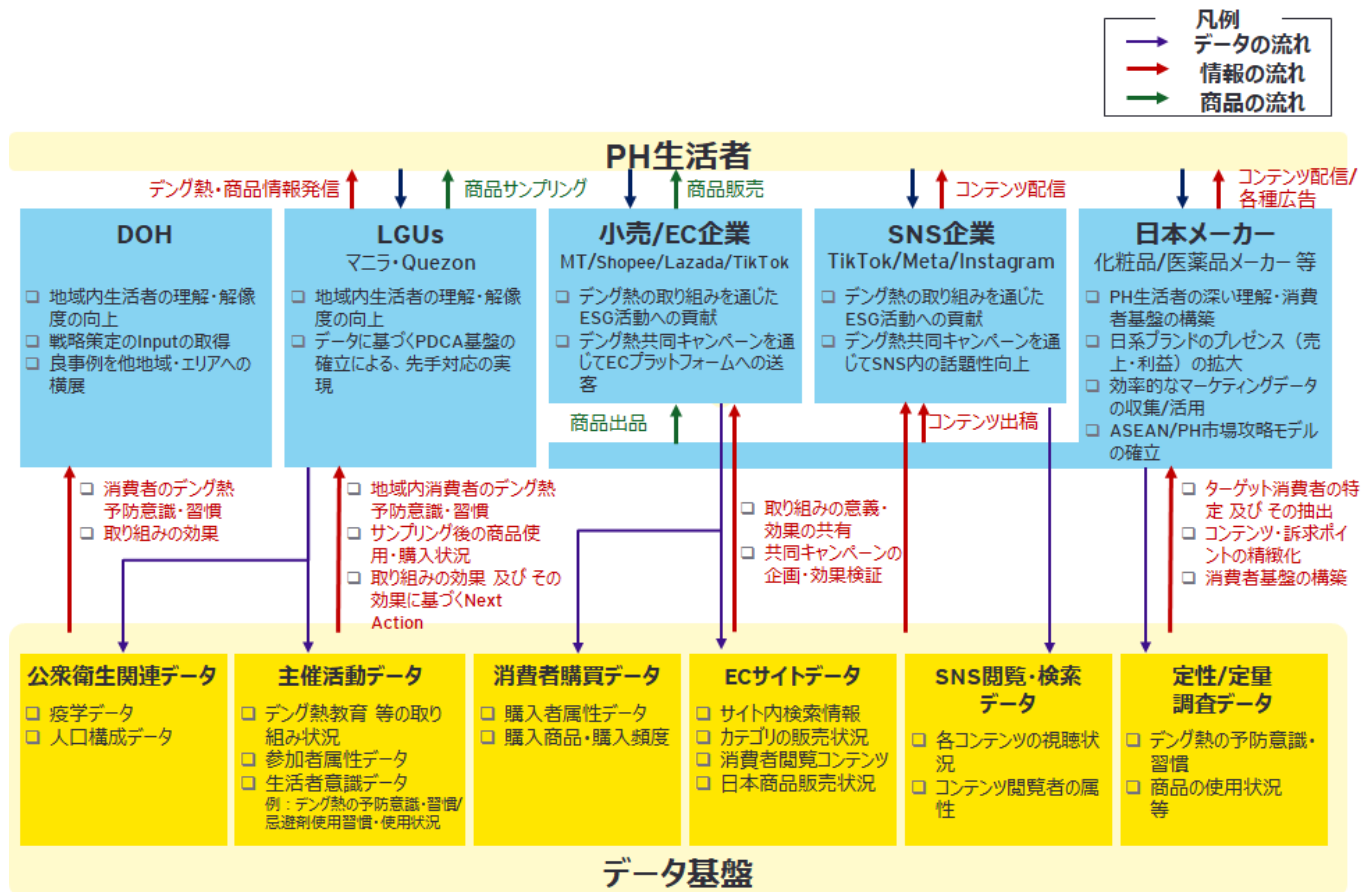 凡例
データの流れ
情報の流れ
商品の流れ
PH生活者
デング熱・商品情報発信
商品サンプリング
商品販売
コンテンツ配信
コンテンツ配信/
各種広告
DOH
❑ 地域内生活者の理解・解像
度の向上
❑ 戦略策定のInputの取得
❑ 良事例を他地域・エリアへの
横展
LGUs
マニラ・Quezon
❑ 地域内生活者の理解・解像
度の向上
❑ データに基づくPDCA基盤の
確立による、先手対応の実
現
小売/EC企業
MT/Shopee/Lazada/TikTok
❑ デング熱の取り組みを通じた
ESG活動への貢献
❑ デング熱共同キャンペーンを通
じてECプラットフォームへの送
客
SNS企業
TikTok/Meta/Instagram
❑ デング熱の取り組みを通じた
ESG活動への貢献
❑ デング熱共同キャンペーンを通
じてSNS内の話題性向上
日本メーカー
化粧品/医薬品メーカー 等
❑ PH生活者の深い理解・消費
者基盤の構築
❑ 日系ブランドのプレゼンス（売
上・利益）の拡大
❑ 効率的なマーケティングデータ
の収集/活用
❑ ASEAN/PH市場攻略モデル
の確立
商品出品
コンテンツ出稿
❑ 消費者のデング熱
予防意識・習慣
❑ 取り組みの効果
❑ 地域内消費者のデング熱
予防意識・習慣
❑ サンプリング後の商品使
用・購入状況
❑ 取り組みの効果 及び その
効果に基づくNext
Action
❑ 取り組みの意義・
効果の共有
❑ 共同キャンペーンの
企画・効果検証
❑ ターゲット消費者の特
定 及び その抽出
❑ コンテンツ・訴求ポイ
ントの精緻化
❑ 消費者基盤の構築
公衆衛生関連データ
❑ 疫学データ
❑ 人口構成データ
主催活動データ
❑ デング熱教育 等の取り
組み状況
❑ 参加者属性データ
❑ 生活者意識データ
例：デング熱の予防意識・習慣/
忌避剤使用習慣・使用状況
消費者購買データ
❑ 購入者属性データ
❑ 購入商品・購入頻度
ECサイトデータ
❑ サイト内検索情報
❑ カテゴリの販売状況
❑ 消費者閲覧コンテンツ
❑ 日本商品販売状況
SNS閲覧・検索
データ
❑ 各コンテンツの視聴状
況
❑ コンテンツ閲覧者の属
性
定性/定量
調査データ
❑ デング熱の予防意識・
習慣
❑ 商品の使用状況
等
データ基盤